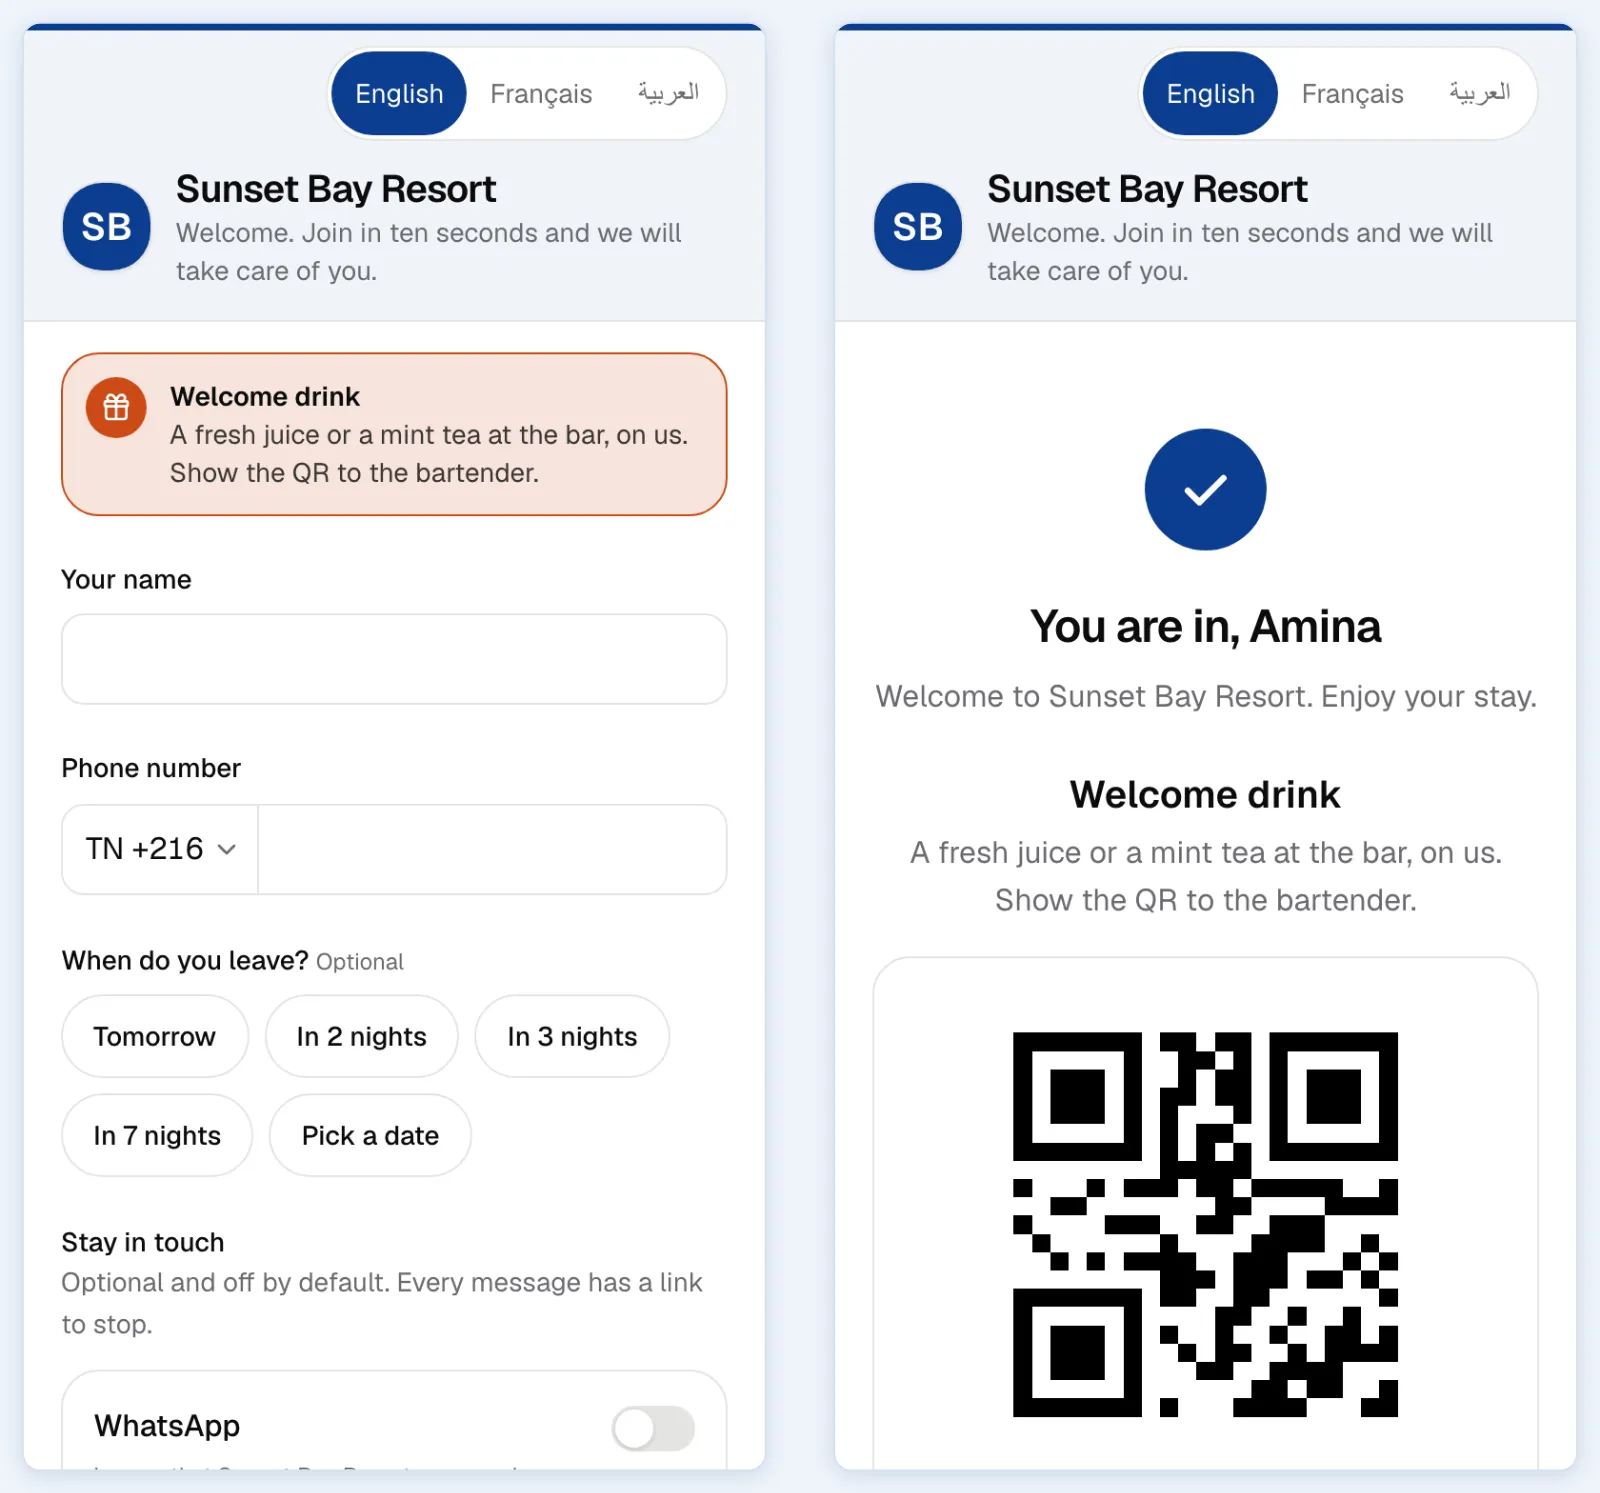 English
Français
العربية
SB
Sunset Bay Resort
Welcome. Join in ten seconds and we will
take care of you.
Welcome drink
A fresh juice or a mint tea at the bar, on us.
Show the QR to the bartender.
Your name
Phone number
TN +216
When do you leave? Optional
Tomorrow
In 2 nights
In 3 nights
In 7 nights
Pick a date
Stay in touch
Optional and off by default. Every message has a link
to stop.
WhatsApp
English
Français
العربية
SB
Sunset Bay Resort
Welcome. Join in ten seconds and we will
take care of you.
You are in, Amina
Welcome to Sunset Bay Resort. Enjoy your stay.
Welcome drink
A fresh juice or a mint tea at the bar, on us.
Show the QR to the bartender.